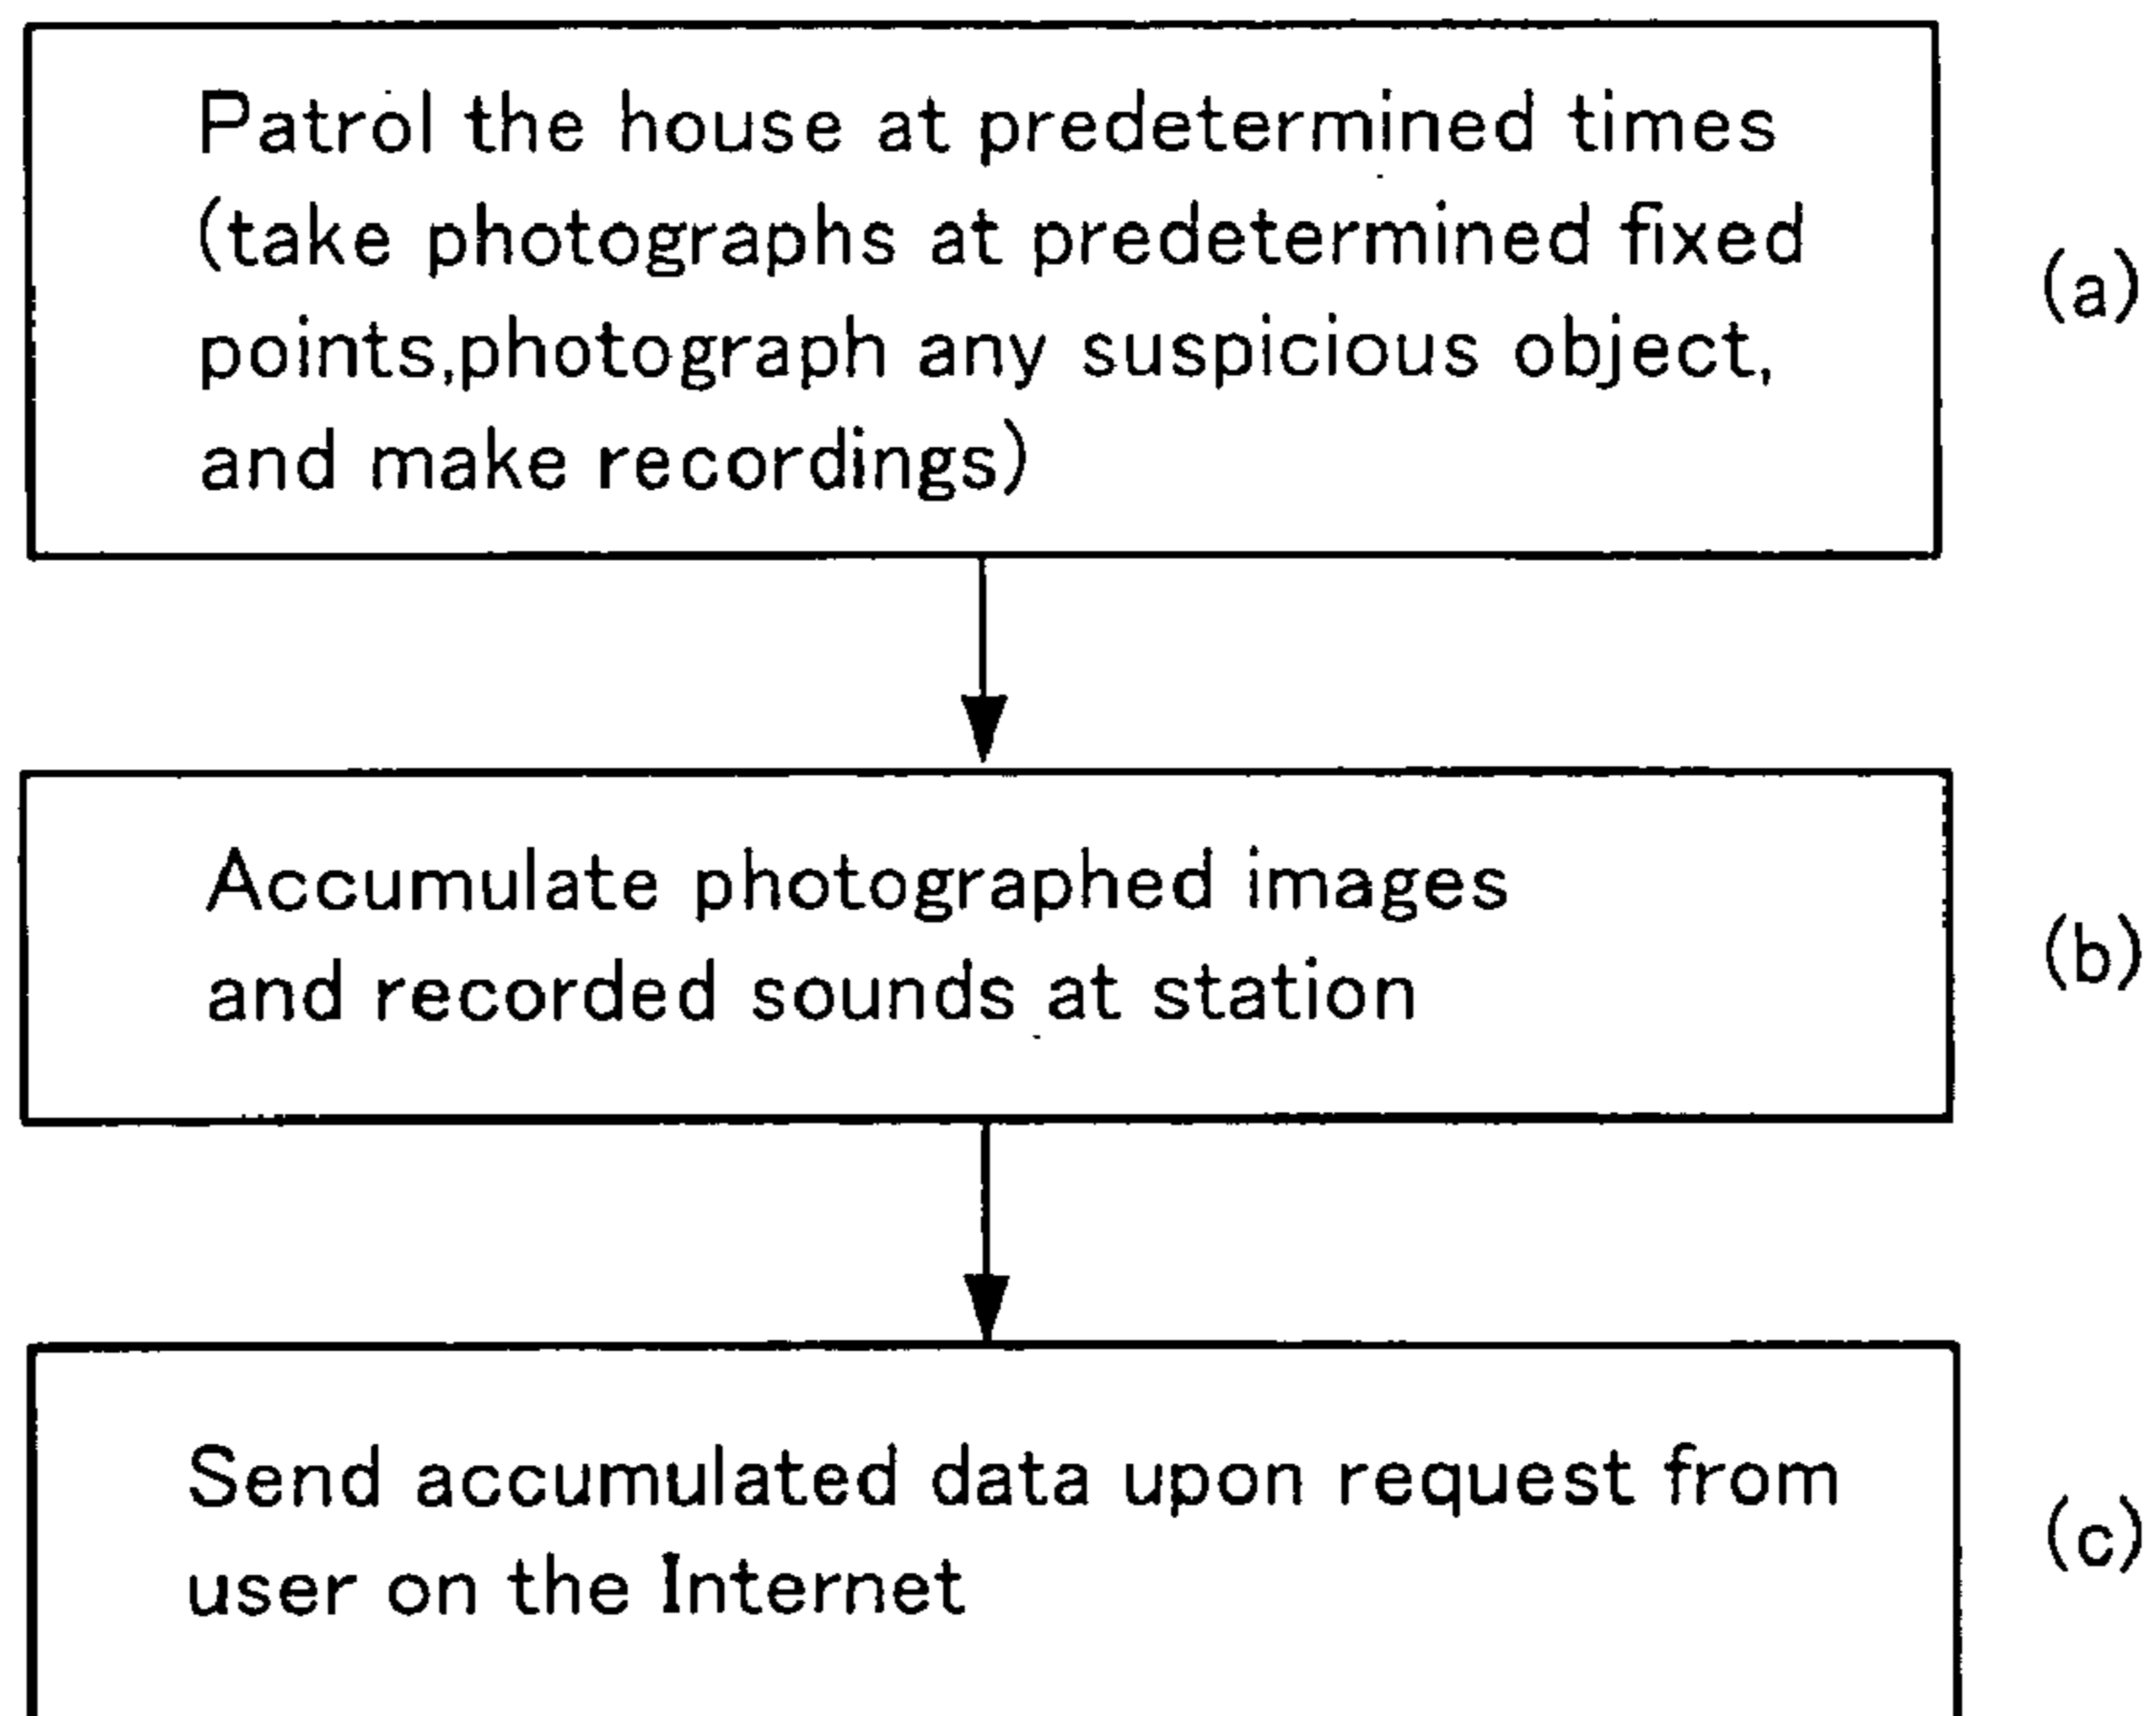 Patrol the house at predetermined times
(take photographs at predetermined fixed
points,photograph any suspicious object,
and make recordings)
(a)
Accumulate photographed images
and recorded sounds at station
(b)
Send accumulated data upon request from
user on the Internet
(c)